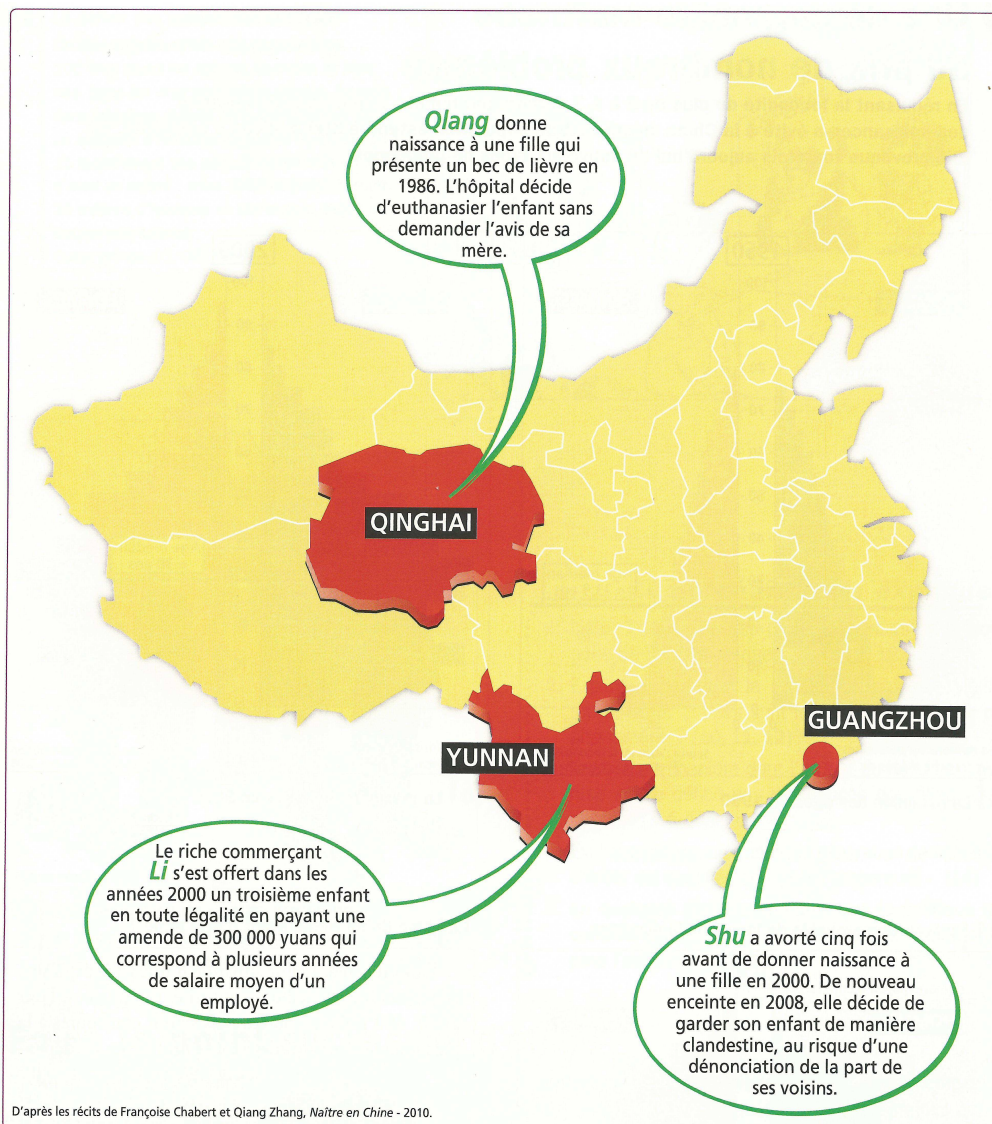 Qlang donne
naissance à une fille qui
présente un bec de lièvre en
1986. L'hôpital décide
d'euthanasier l'enfant sans
demander l'avis de sa
mère.
QINGHAI
GUANGZHOU
YUNNAN
Le riche commerçant
Li s'est offert dans les
années 2000 un troisième enfant
en toute légalité en payant une
amende de 300 000 yuans qui
correspond à plusieurs années
de salaire moyen d'un
employé.
Shu a avorté cinq fois
avant de donner naissance à
une fille en 2000. De nouveau
enceinte en 2008, elle décide de
garder son enfant de manière
clandestine, au risque d'une
dénonciation de la part de
ses voisins.
D'après les récits de Françoise Chabert et Qiang Zhang, Naître en Chine - 2010.